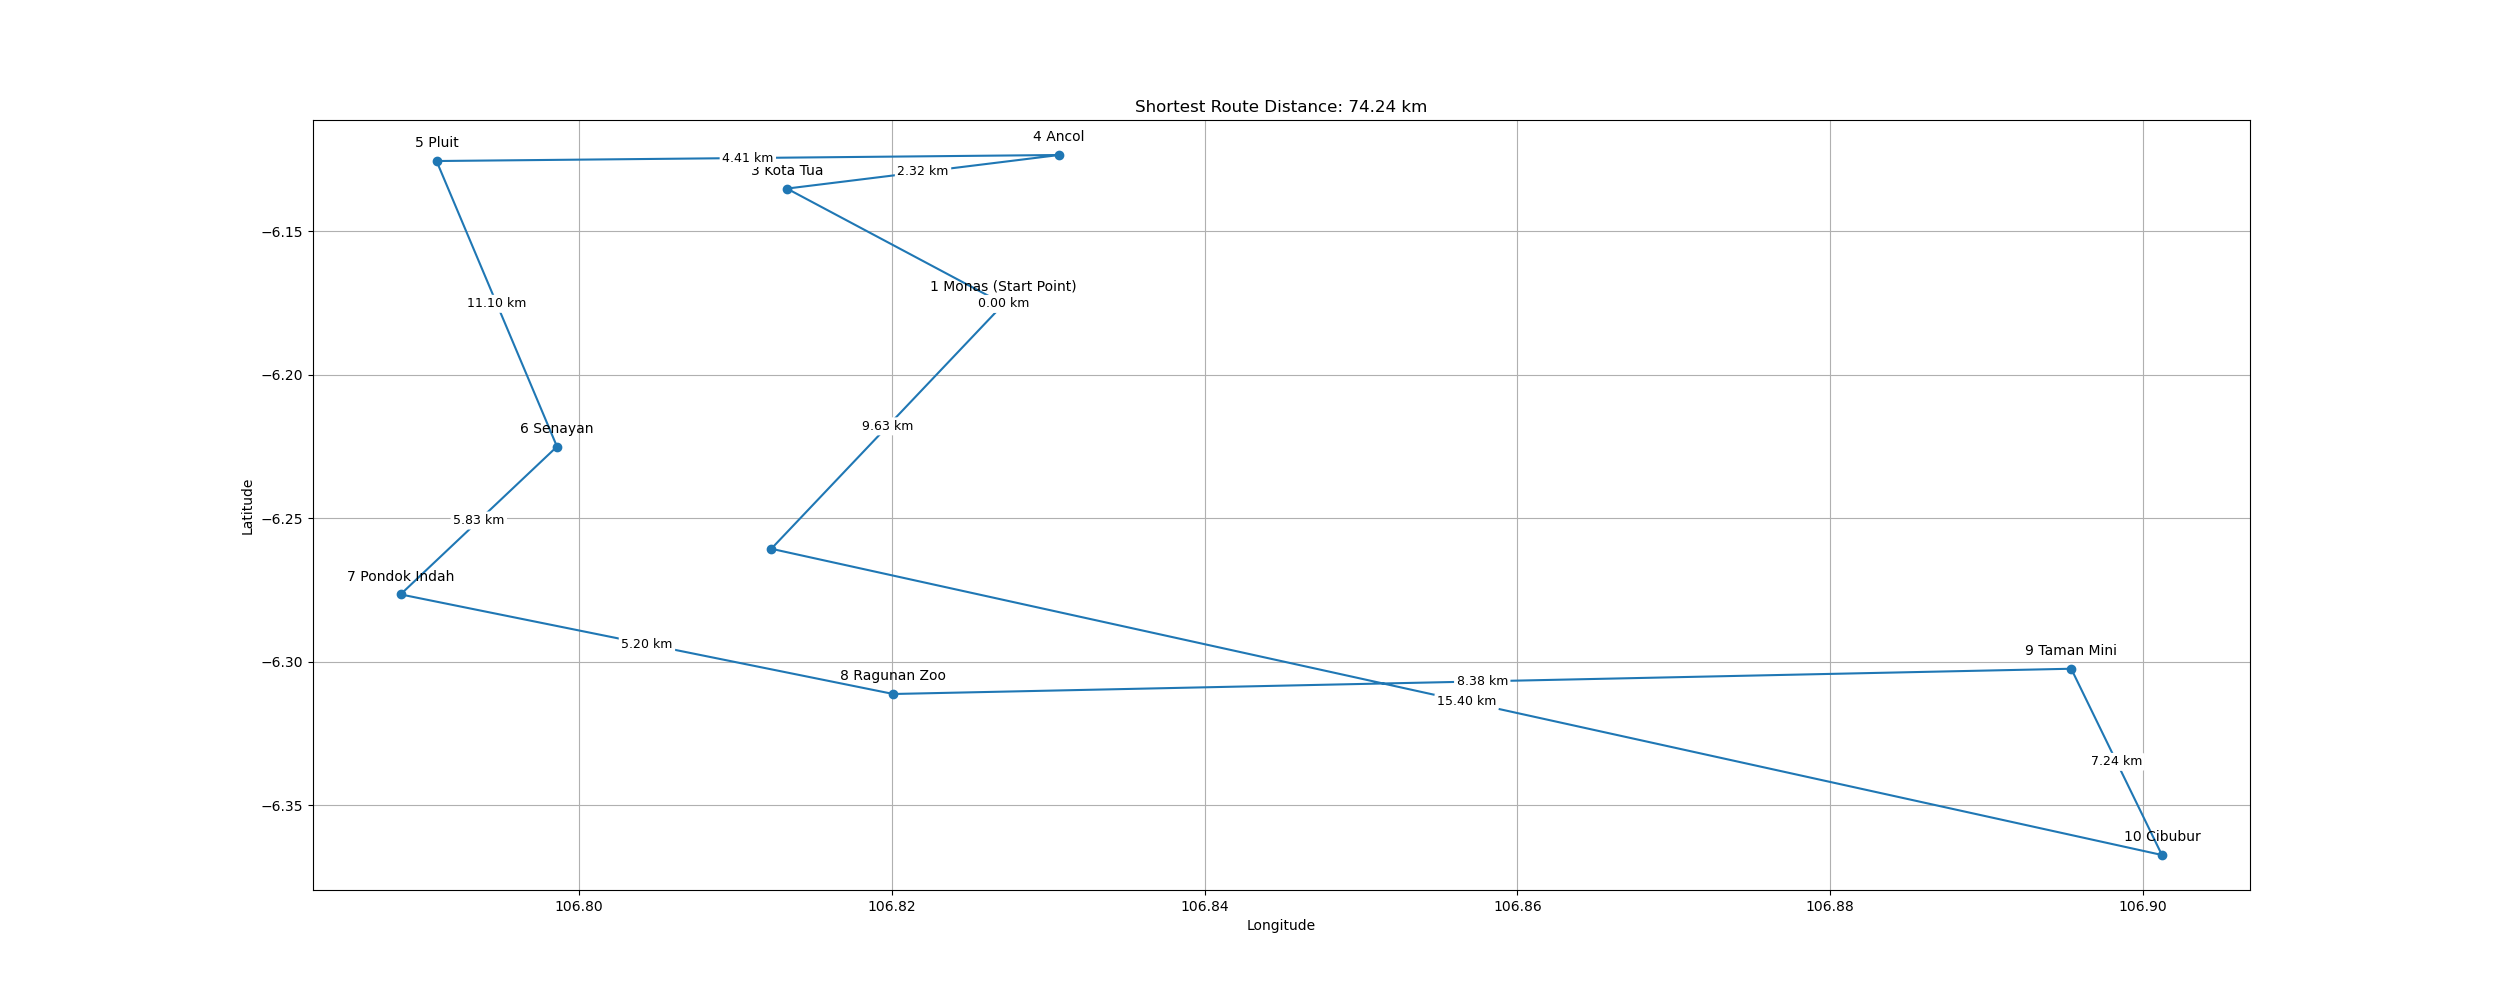 Shortest Route Distance: 74.24 km
5 Pluit
4 Ancol
4.41 km
3 Kota Tua
2.32 km
−6.15
1 Monas (Start Point)
11.10 km
0.00 km
−6.20
9.63 km
6 Senayan
Latitude
−6.25
5.83 km
7 Pondok Indah
5.20 km
9 Taman Mini
−6.30
8 Ragunan Zoo
8.38 km
15.40 km
7.24 km
−6.35
10 Cibubur
106.80
106.82
106.84
106.86
106.88
106.90
Longitude